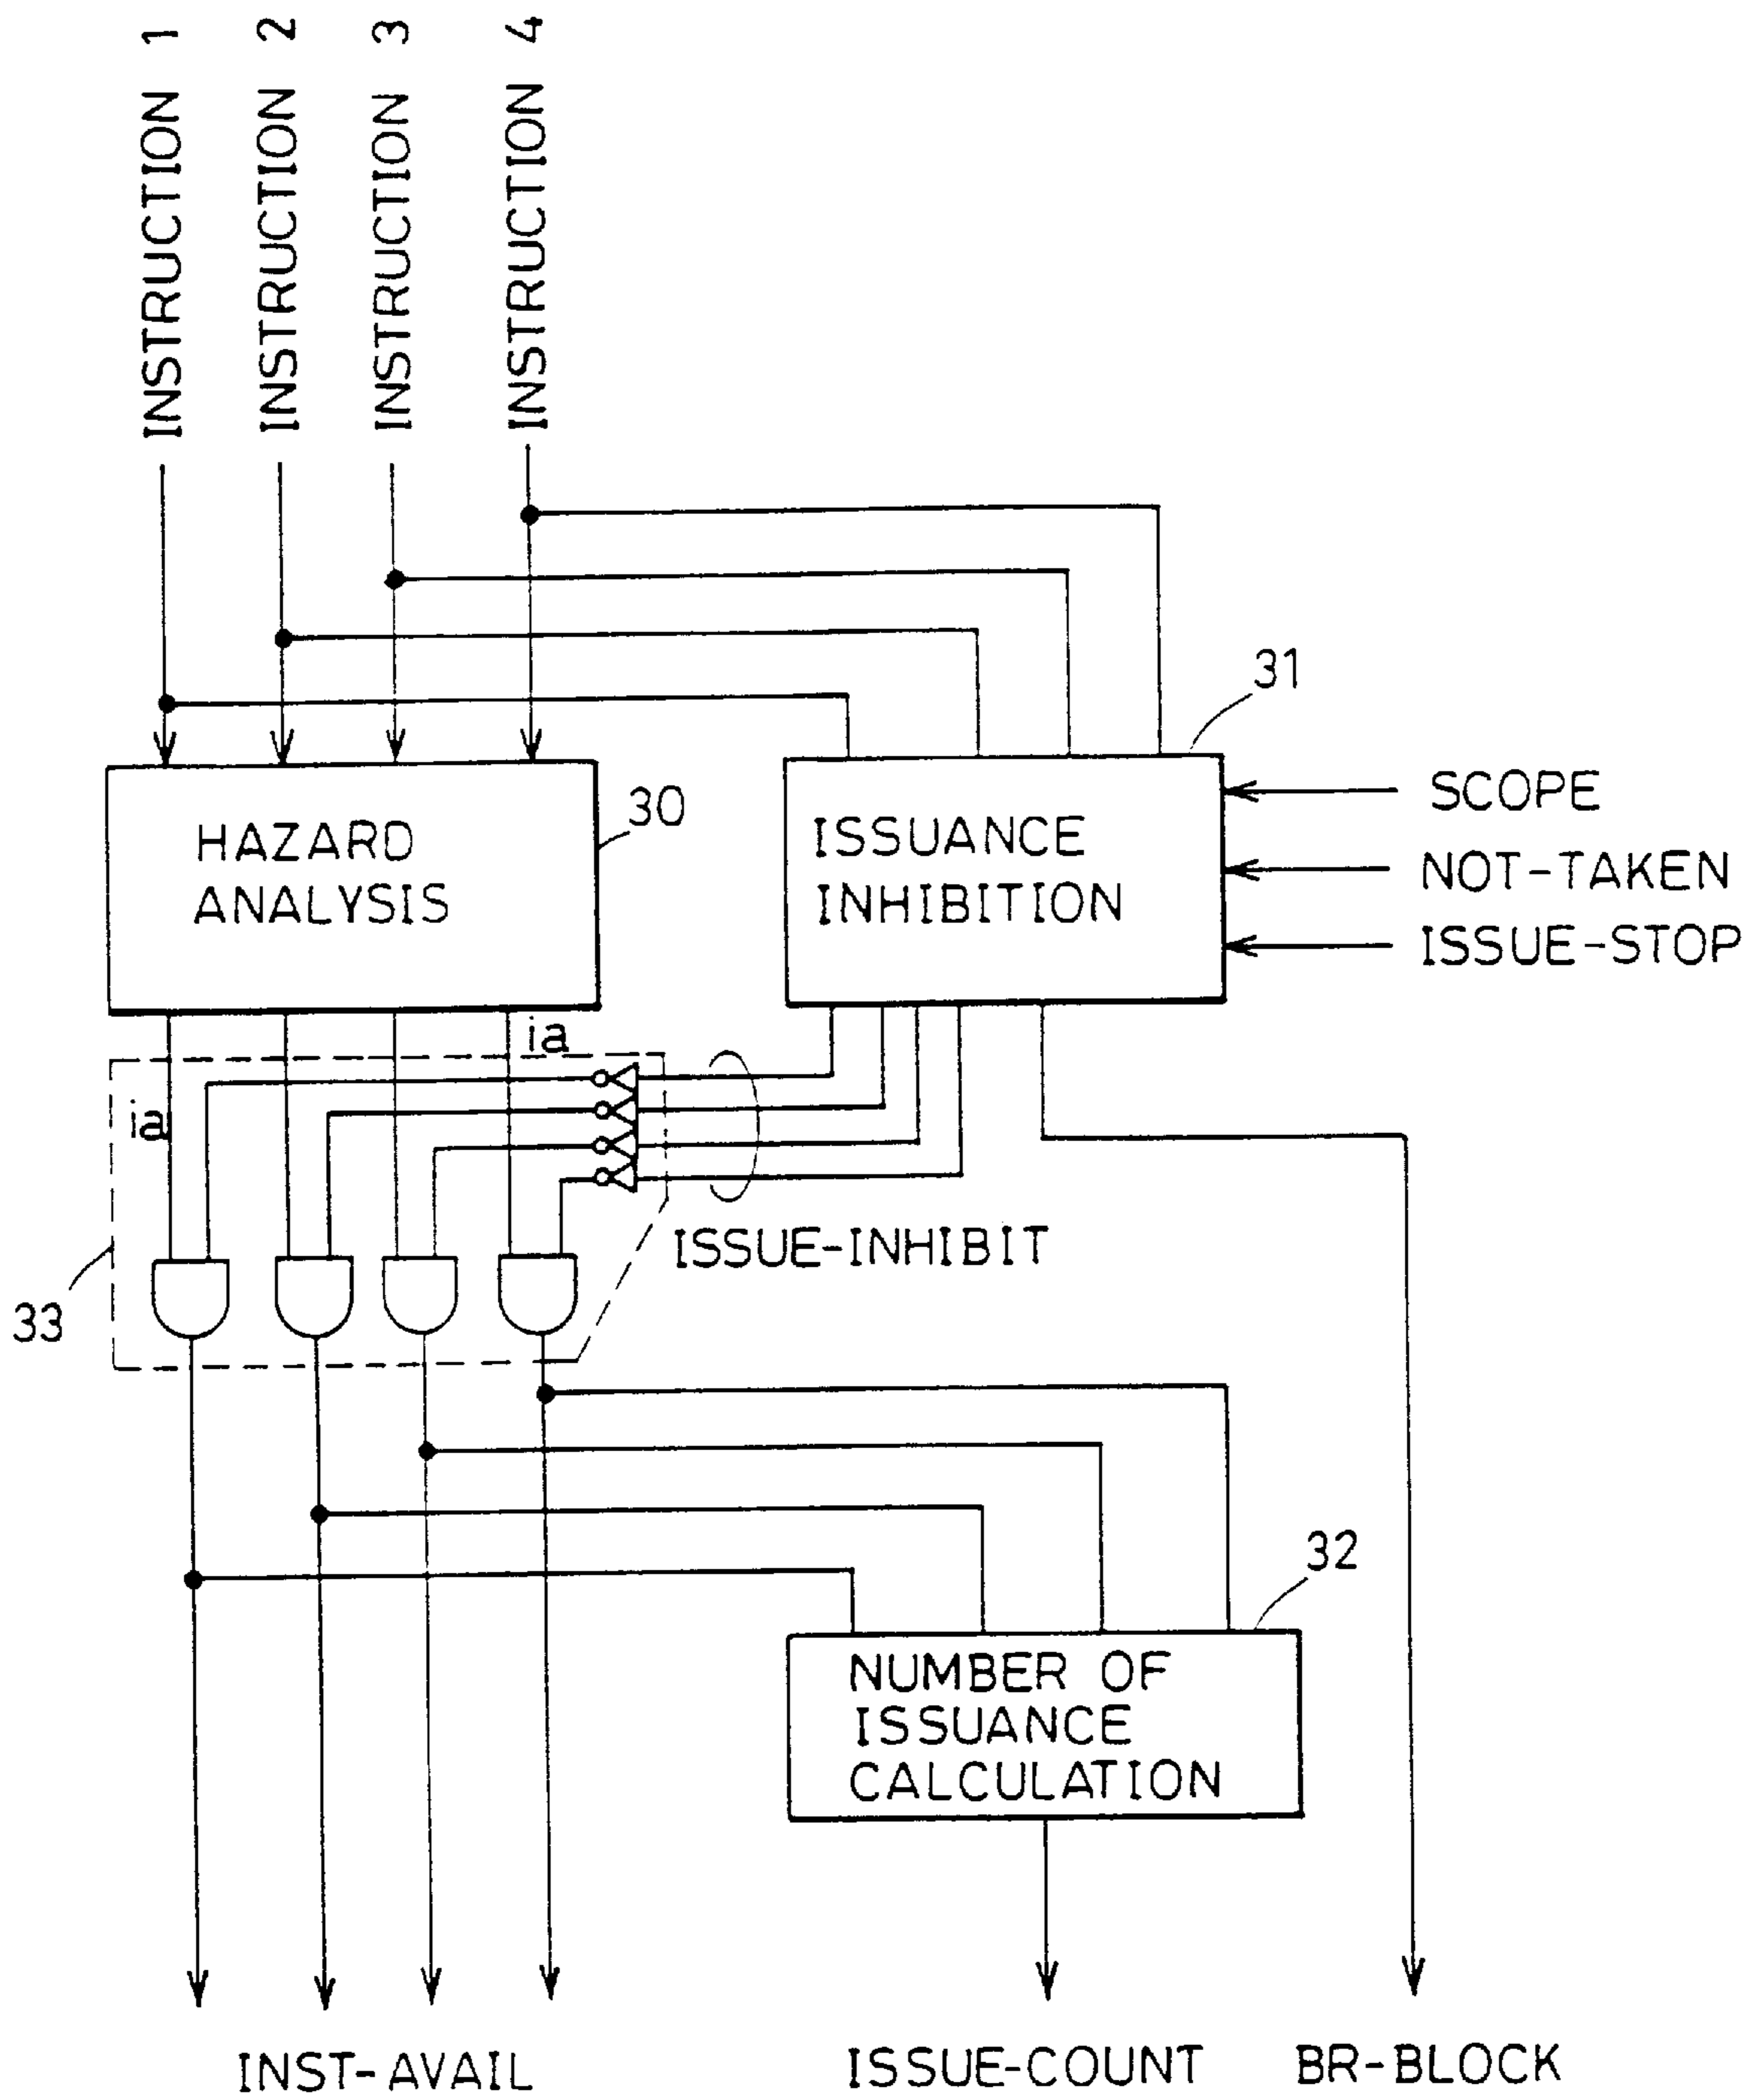 INSTRUCTION 1
INSTRUCTION 2
INSTRUCTION 3
INSTRUCTION 4
31
30
HAZARD
ANALYSIS
ISSUANCE
INHIBITION
SCOPE
NOT-TAKEN
ISSUE-STOP
ia
ia
ISSUE-INHIBIT
33
32
NUMBER OF
ISSUANCE
CALCULATION
INST-AVAIL
ISSUE-COUNT
BR-BLOCK